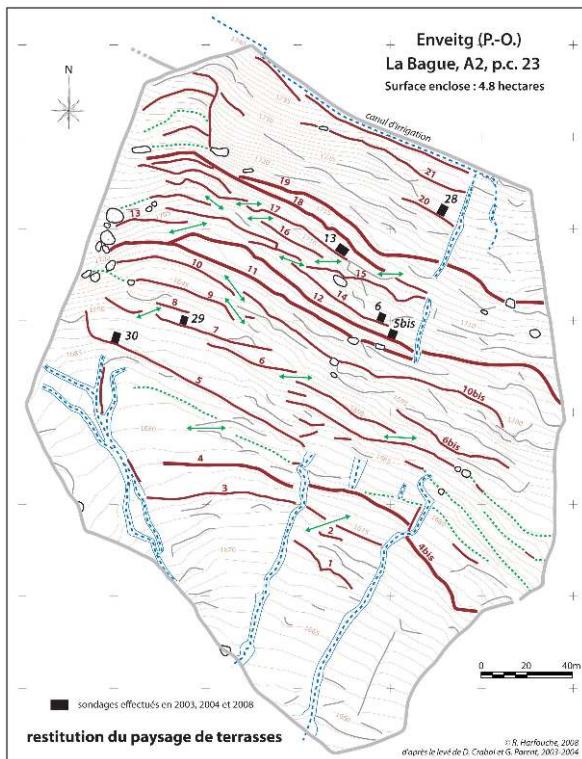 Enveitg (P.-O.)
La Bague, A2, p.c. 23
Surface enclose : 4.8 hectares
N
canal d'irrigation
21
20
28
19
18
13
17
16
13
15
14
11
10
12
6
5bis
9
8
29
7
30
6
10bis
5
6bis
4
3
2
4bis
1
0 20 40m
sondages effectués en 2003, 2004 et 2008
restitution du paysage de terrasses
© R. Harfouche, 2008
d'après le levé de D. Crabol et G. Parent, 2003-2004